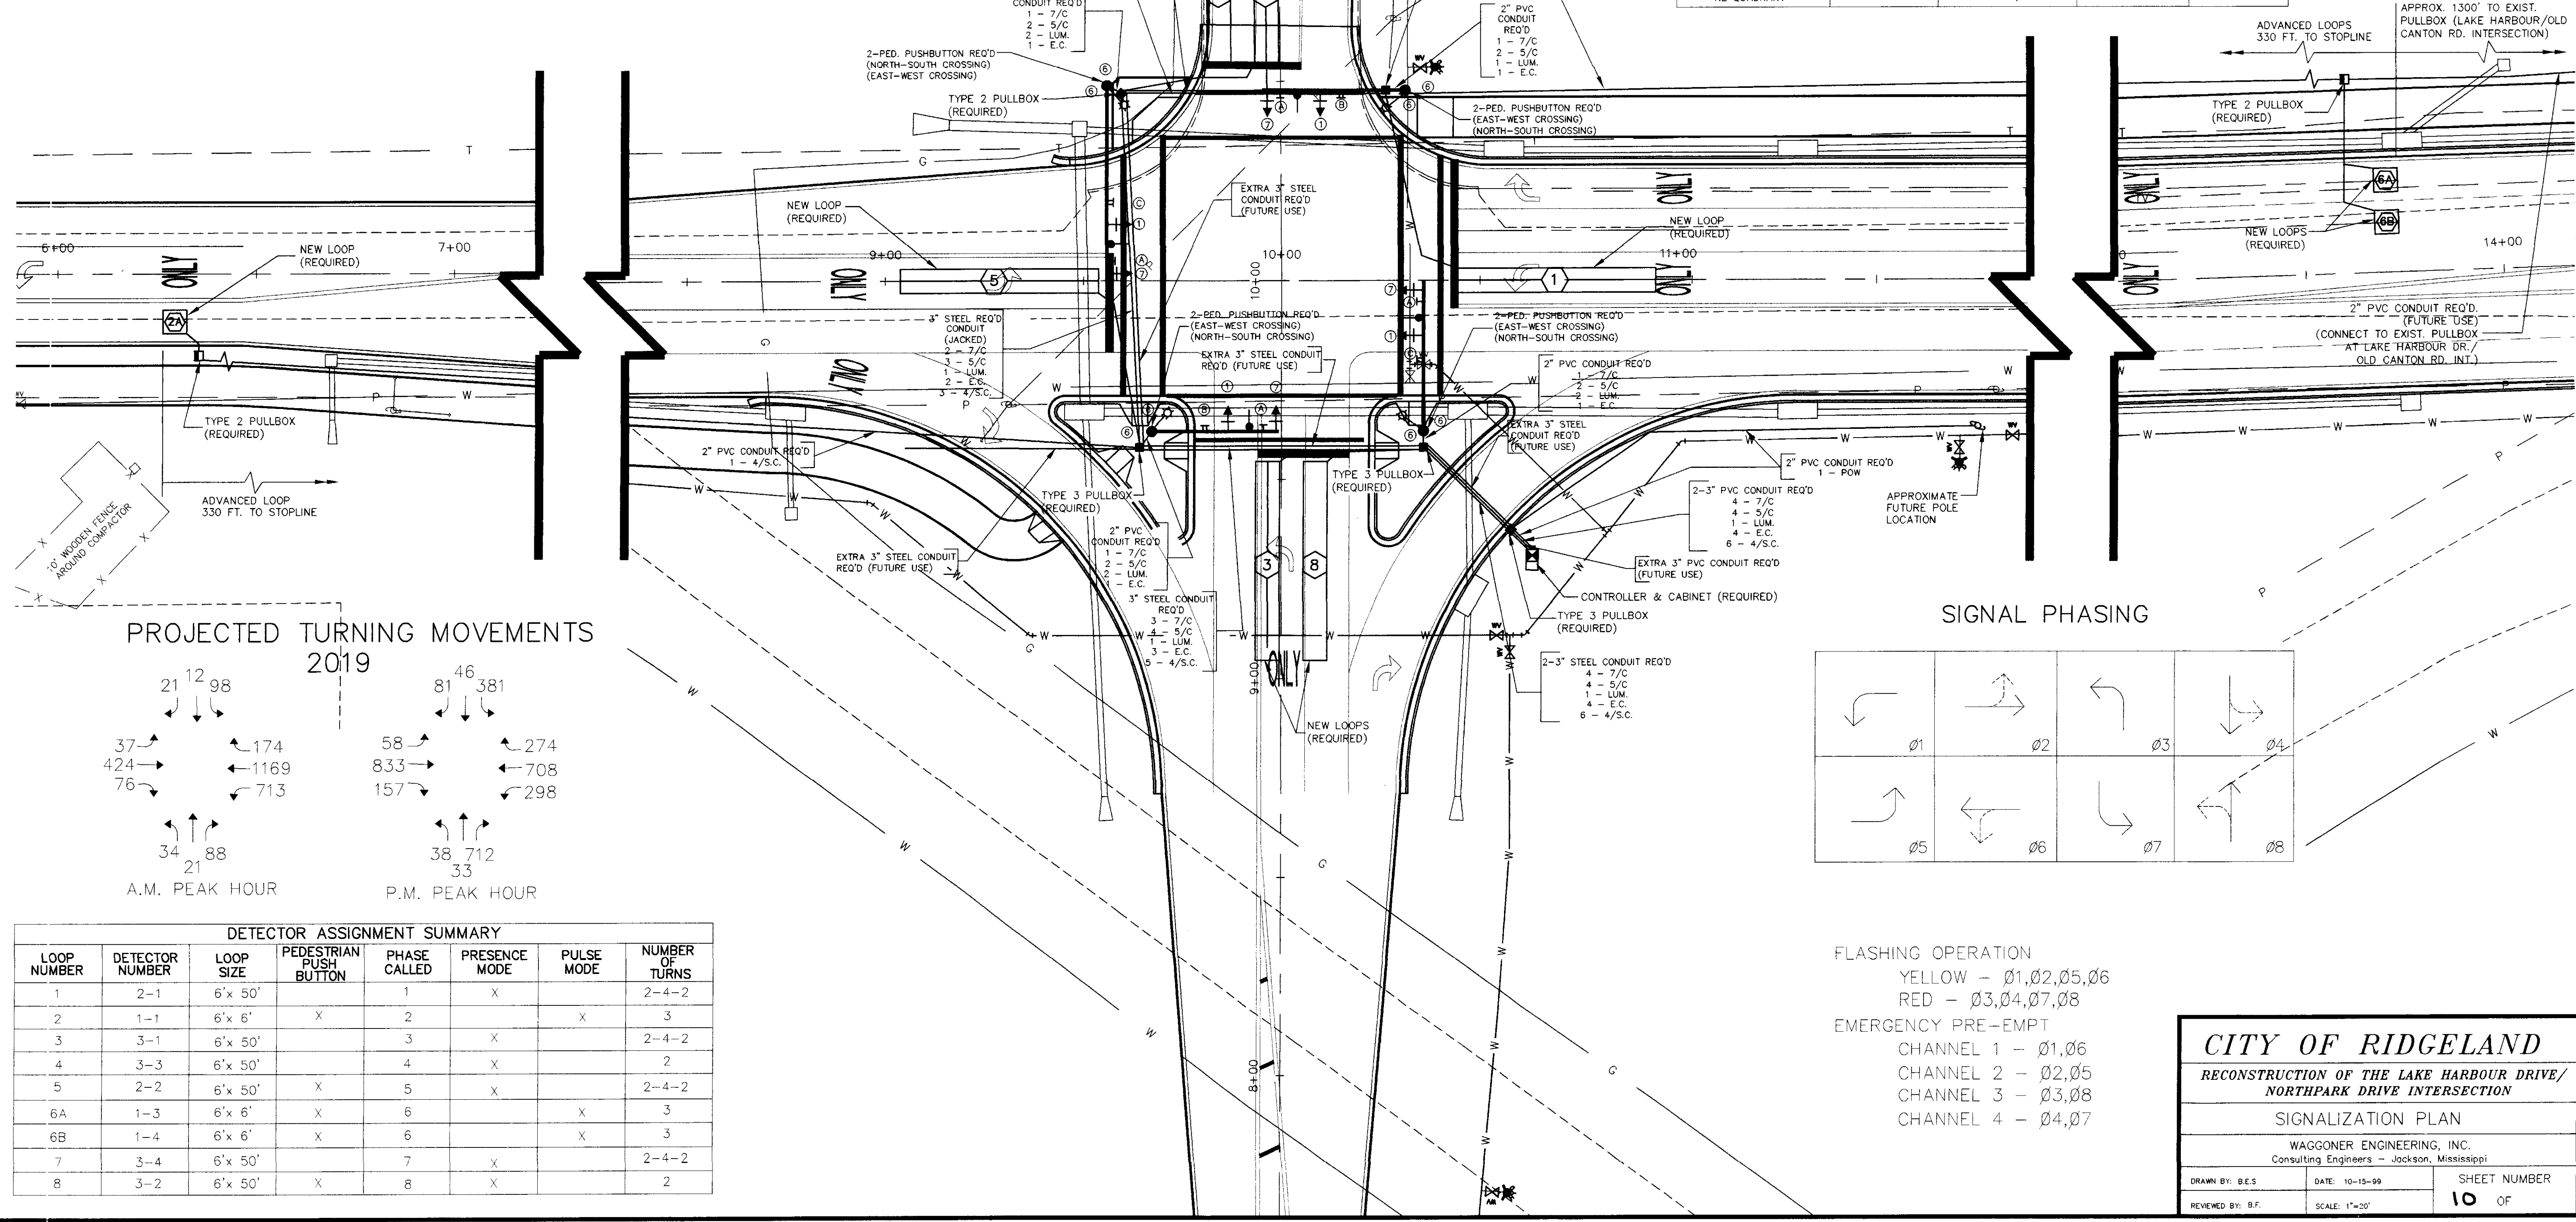 CONDUIT REQ'D
1 - 7/C
2 - 5/C
2 - LUM.
1 - E.C.
2-PED. PUSHBUTTON REQ'D
(NORTH-SOUTH CROSSING)
(EAST-WEST CROSSING)
TYPE 2 PULLBOX
(REQUIRED)
2" PVC
CONDUIT
REQ'D
1 - 7/C
2 - 5/C
1 - LUM.
1 - E.C.
2-PED. PUSHBUTTON REQ'D
(EAST-WEST CROSSING)
(NORTH-SOUTH CROSSING)
ADVANCED LOOPS
330 FT. TO STOPLINE
APPROX. 1300' TO EXIST.
PULLBOX (LAKE HARBOUR/OLD
CANTON RD. INTERSECTION)
TYPE 2 PULLBOX
(REQUIRED)
6A
6B
NEW LOOPS
(REQUIRED)
14+00
2" PVC CONDUIT REQ'D.
(FUTURE USE)
(CONNECT TO EXIST. PULLBOX
AT LAKE HARBOUR DR./
OLD CANTON RD. INT.)
6+00
7+00
9+00
10+00
11+00
10+00
NEW LOOP
(REQUIRED)
ONLY
2A
TYPE 2 PULLBOX
(REQUIRED)
ADVANCED LOOP
330 FT. TO STOPLINE
10' WOODEN FENCE
AROUND COMPACTOR
NEW LOOP
(REQUIRED)
5
ONLY
ONLY
EXTRA 3" STEEL
CONDUIT REQ'D
(FUTURE USE)
NEW LOOP
(REQUIRED)
1
ONLY
ONLY
ONLY
ONLY
3" STEEL REQ'D
CONDUIT
(JACKED)
2 - 7/C
3 - 5/C
1 - LUM.
2 - E.C.
3 - 4/S.C.
2-PED. PUSHBUTTON REQ'D
(EAST-WEST CROSSING)
(NORTH-SOUTH CROSSING)
EXTRA 3" STEEL CONDUIT
REQ'D (FUTURE USE)
2-PED. PUSHBUTTON REQ'D
(EAST-WEST CROSSING)
(NORTH-SOUTH CROSSING)
2" PVC CONDUIT REQ'D
1 - 7/C
2 - 5/C
2 - LUM.
1 - E.C.
EXTRA 3" STEEL
CONDUIT REQ'D
(FUTURE USE)
2" PVC CONDUIT REQ'D
1 - 4/S.C.
TYPE 3 PULLBOX
(REQUIRED)
TYPE 3 PULLBOX
(REQUIRED)
2" PVC CONDUIT REQ'D
1 - POW
2-3" PVC CONDUIT REQ'D
4 - 7/C
4 - 5/C
1 - LUM.
4 - E.C.
6 - 4/S.C.
APPROXIMATE
FUTURE POLE
LOCATION
EXTRA 3" STEEL CONDUIT
REQ'D (FUTURE USE)
2" PVC
CONDUIT REQ'D
1 - 7/C
2 - 5/C
2 - LUM.
1 - E.C.
3" STEEL CONDUIT
REQ'D
3 - 7/C
4 - 5/C
1 - LUM.
3 - E.C.
5 - 4/S.C.
3
8
9+00
ONLY
NEW LOOPS
(REQUIRED)
8+00
EXTRA 3" PVC CONDUIT REQ'D
(FUTURE USE)
CONTROLLER & CABINET (REQUIRED)
TYPE 3 PULLBOX
(REQUIRED)
2-3" STEEL CONDUIT REQ'D
4 - 7/C
4 - 5/C
1 - LUM.
4 - E.C.
6 - 4/S.C.
PROJECTED TURNING MOVEMENTS
2019
21 12 98
37 174
424 1169
76 713
34 21 88
A.M. PEAK HOUR
81 46 381
58 274
833 708
157 298
38 33 712
P.M. PEAK HOUR
SIGNAL PHASING
Ø1 Ø2 Ø3 Ø4
Ø5 Ø6 Ø7 Ø8
DETECTOR ASSIGNMENT SUMMARY
LOOP NUMBER DETECTOR NUMBER LOOP SIZE PEDESTRIAN PUSH BUTTON PHASE CALLED PRESENCE MODE PULSE MODE NUMBER OF TURNS
1 2-1 6'x 50' 1 X 2-4-2
2 1-1 6'x 6' X 2 X 3
3 3-1 6'x 50' 3 X 2-4-2
4 3-3 6'x 50' 4 X 2
5 2-2 6'x 50' X 5 X 2-4-2
6A 1-3 6'x 6' X 6 X 3
6B 1-4 6'x 6' X 6 X 3
7 3-4 6'x 50' 7 X 2-4-2
8 3-2 6'x 50' X 8 X 2
FLASHING OPERATION
YELLOW - Ø1,Ø2,Ø5,Ø6
RED - Ø3,Ø4,Ø7,Ø8
EMERGENCY PRE-EMPT
CHANNEL 1 - Ø1,Ø6
CHANNEL 2 - Ø2,Ø5
CHANNEL 3 - Ø3,Ø8
CHANNEL 4 - Ø4,Ø7
CITY OF RIDGELAND
RECONSTRUCTION OF THE LAKE HARBOUR DRIVE/
NORTHPARK DRIVE INTERSECTION
SIGNALIZATION PLAN
WAGGONER ENGINEERING, INC.
Consulting Engineers - Jackson, Mississippi
DRAWN BY: B.E.S DATE: 10-15-99 SHEET NUMBER
REVIEWED BY: B.F. SCALE: 1"=20' 10 OF